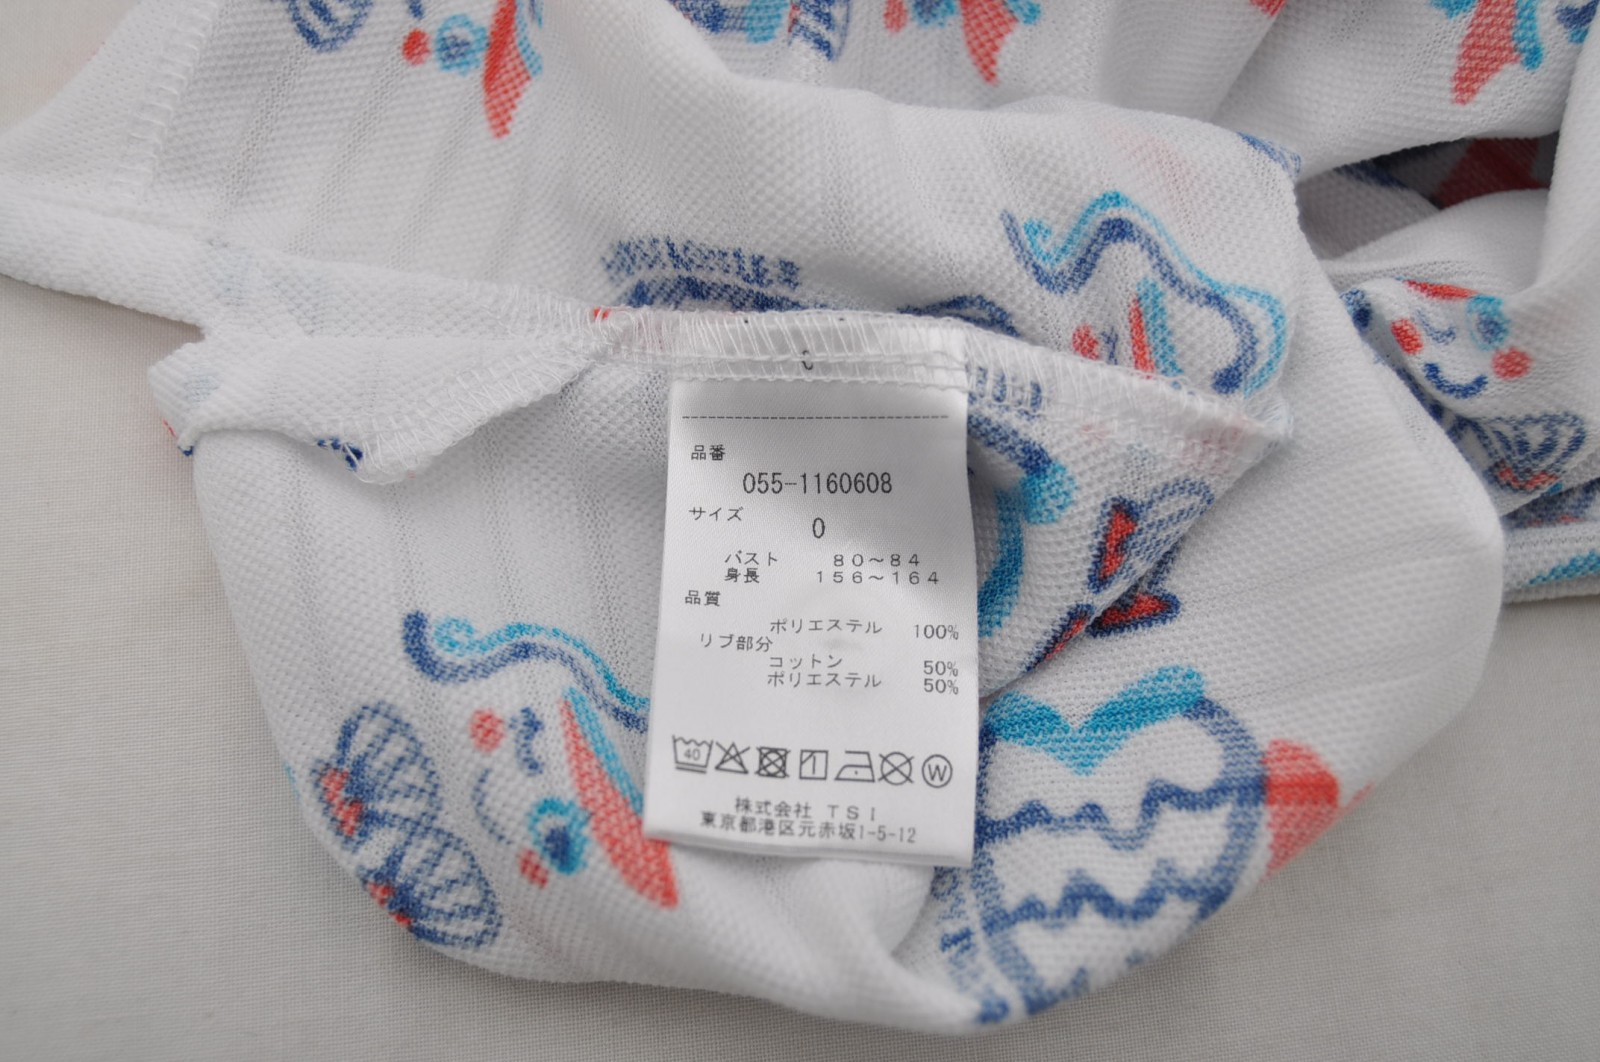 品番
055-1160608
サイズ
0
バスト 80~84
身長 156~164
品質
ポリエステル 100%
リブ部分
コットン 50%
ポリエステル 50%
40
W
株式会社 TSI
東京都港区元赤坂1-5-12